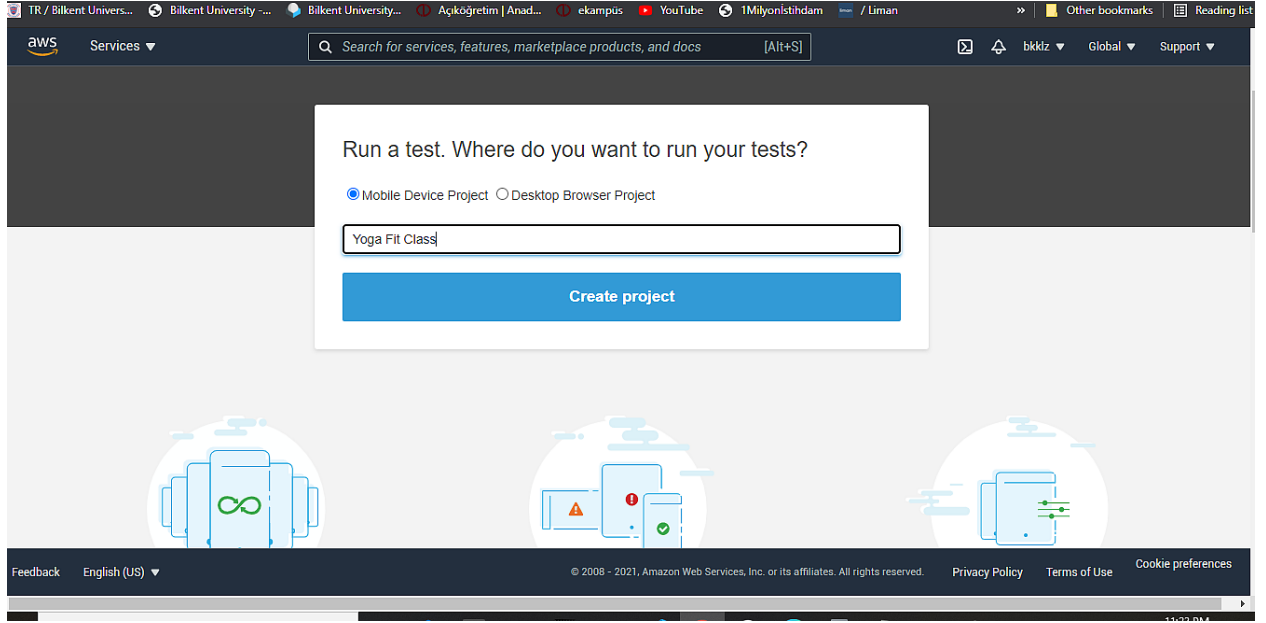 TR / Bilkent Univers... Bilkent University -... Bilkent University... Açıköğretim | Anad... ekampüs YouTube 1Milyonİstihdam / Liman » Other bookmarks Reading list
aws Services Search for services, features, marketplace products, and docs [Alt+S] bkklz Global Support
Run a test. Where do you want to run your tests?
Mobile Device Project Desktop Browser Project
Yoga Fit Class
Create project
Feedback English (US) © 2008 - 2021, Amazon Web Services, Inc. or its affiliates. All rights reserved. Privacy Policy Terms of Use Cookie preferences